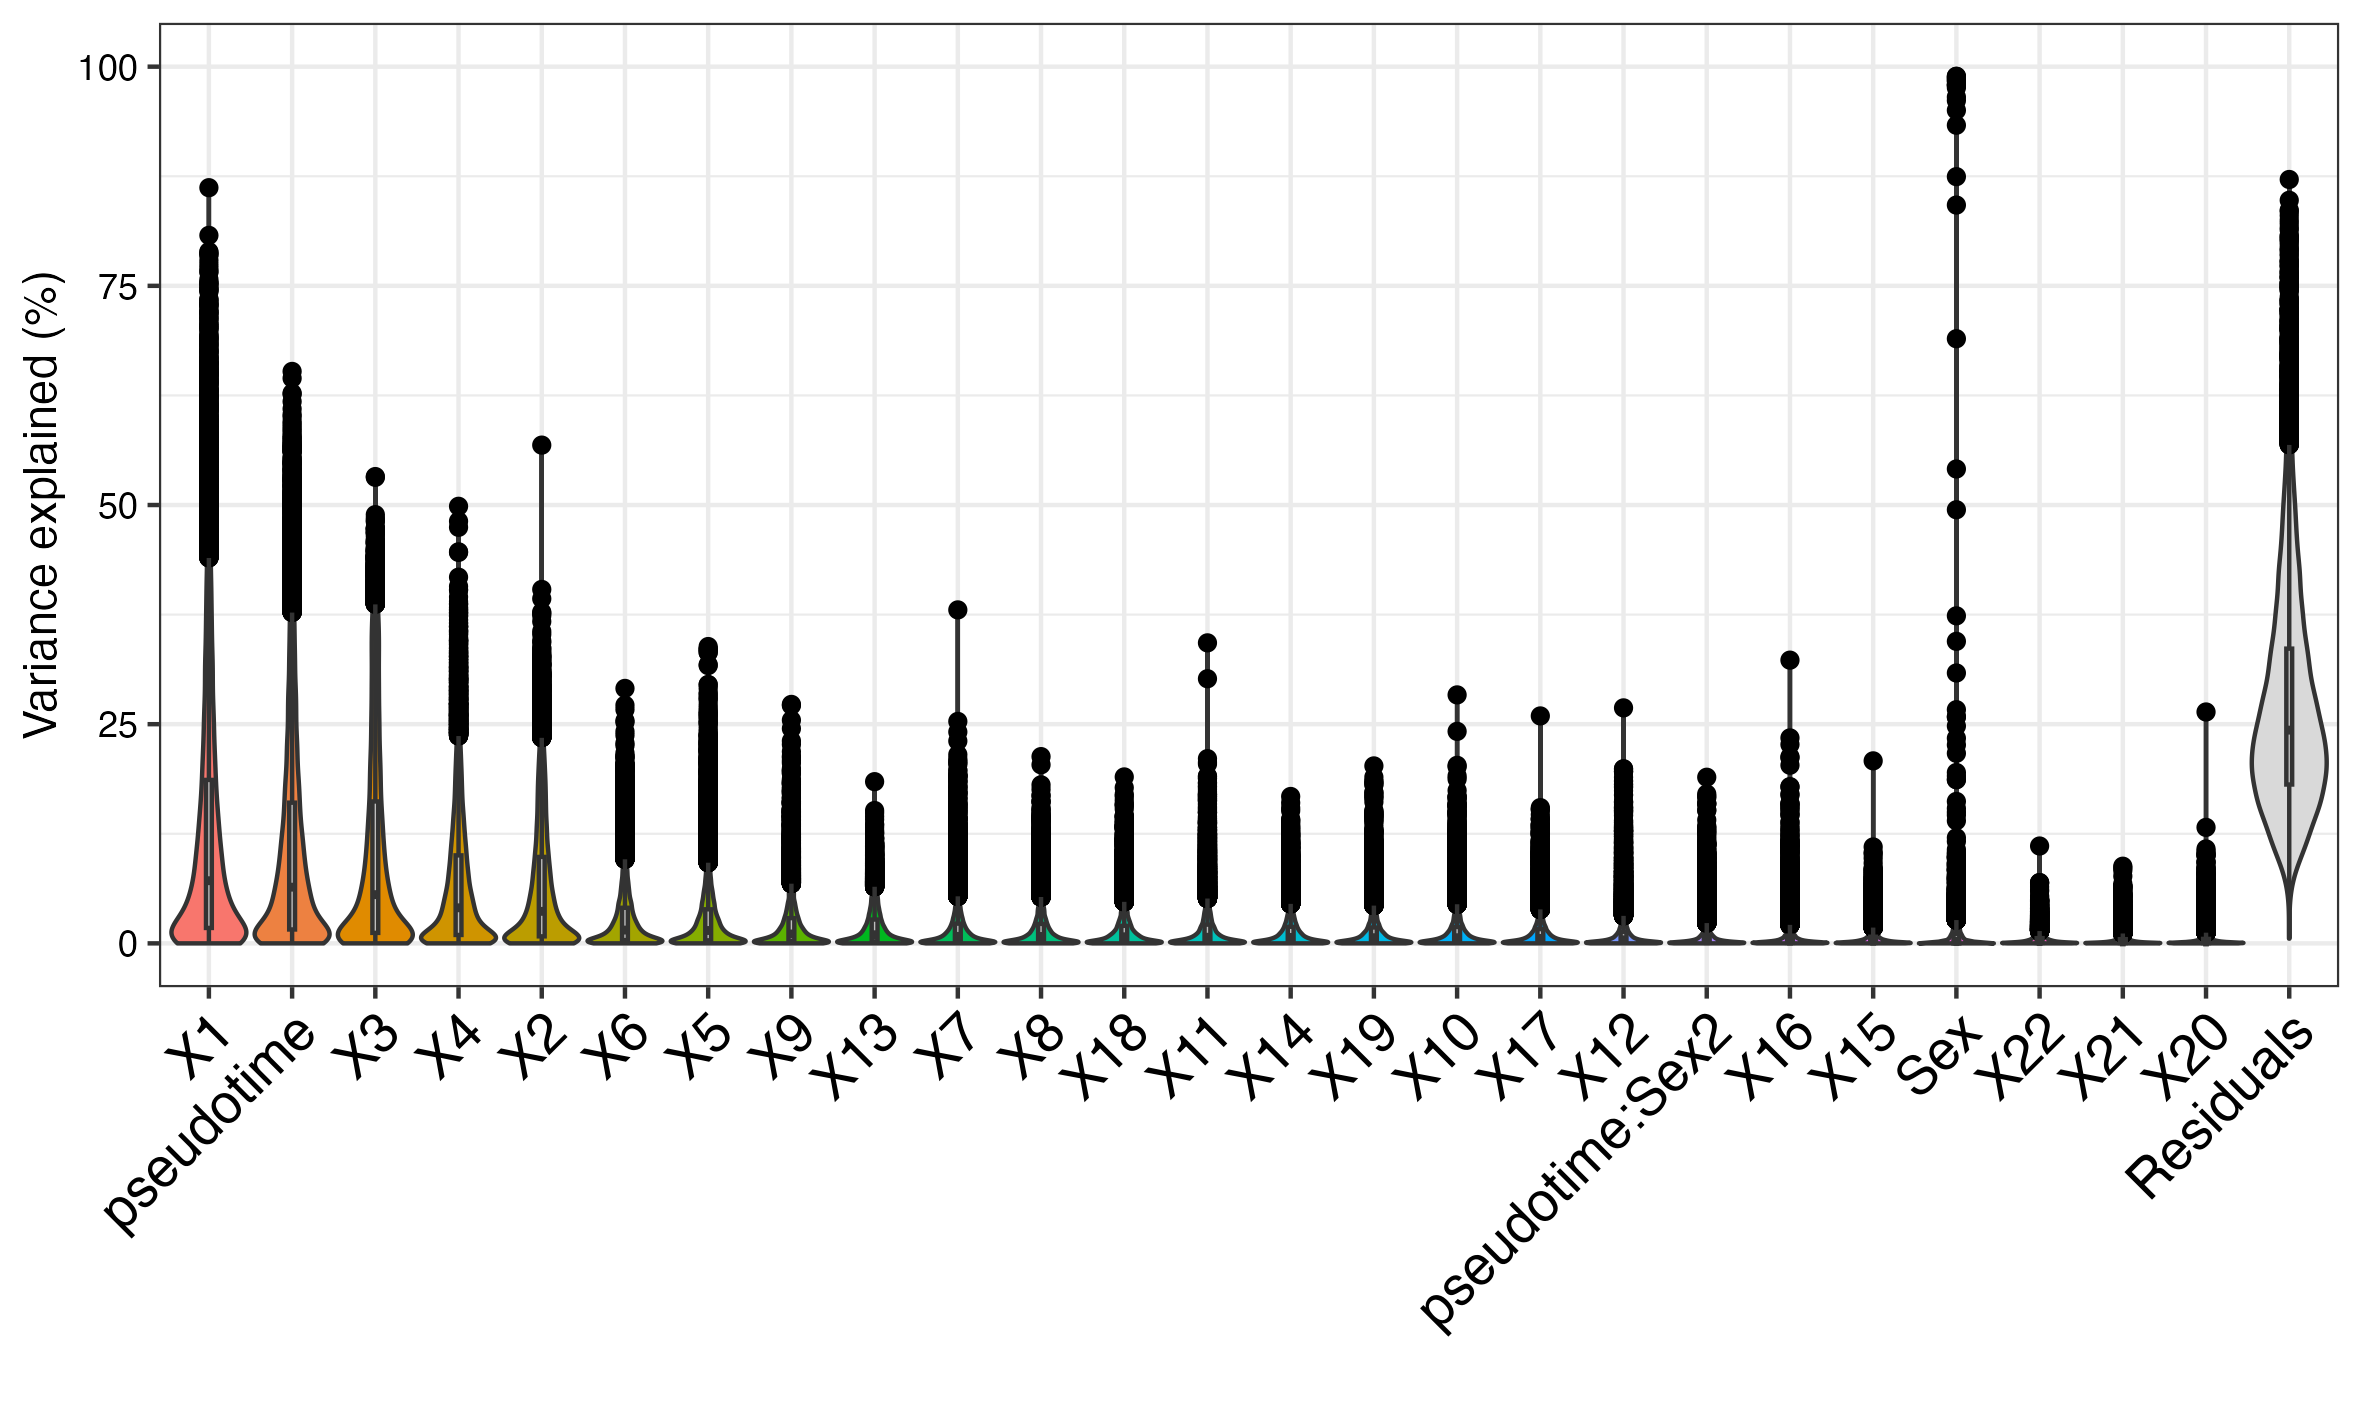 Variance explained (%)
100
75
50
25
0
X1
pseudotime
X3
X4
X2
X6
X5
X9
X13
X7
X8
X18
X11
X14
X19
X10
X17
X12
pseudotime:Sex2
X16
X15
Sex
X22
X21
X20
Residuals